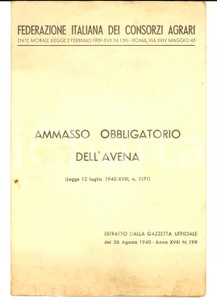 FEDERAZIONE ITALIANA DEI CONSORZI AGRARI
ENTE MORALE (LEGGE 2 FEBBRAIO 1939-XVII N. 159) - ROMA, VIA XXIV MAGGIO 43
AMMASSO OBBLIGATORIO
DELL'AVENA
(Legge 12 luglio 1940-XVIII, n. 1171)
ESTRATTO DALLA GAZZETTA UFFICIALE
del 26 Agosto 1940 - Anno XVIII N. 199